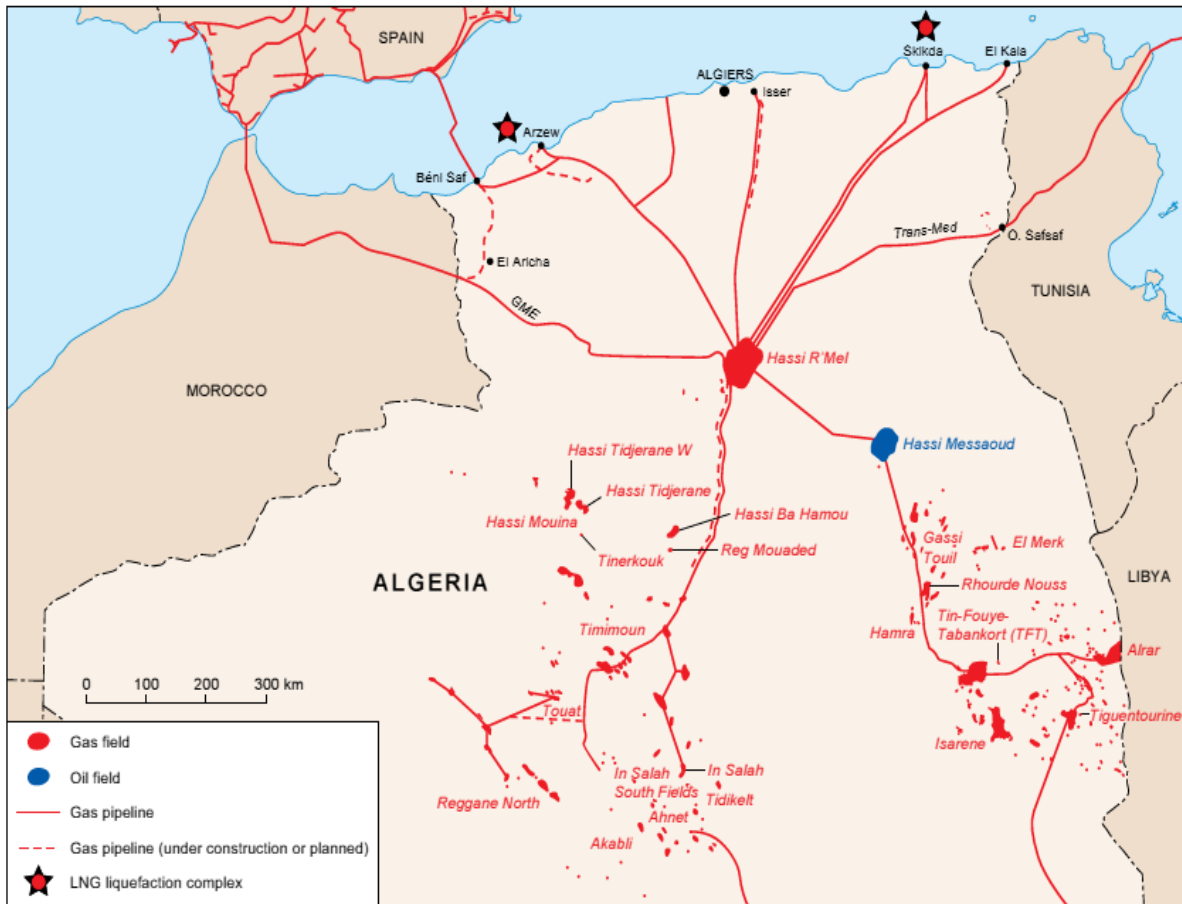 SPAIN
Skikda
El Kala
ALGIERS
Isser
Arzew
Béni Saf
Trans-Med
O. Safsaf
El Aricha
TUNISIA
GME
Hassi R'Mel
MOROCCO
Hassi Messaoud
Hassi Tidjerane W
Hassi Tidjerane
Hassi Mouina
Hassi Ba Hamou
Tinerkouk
Reg Mouaded
Gassi
Touil
El Merk
ALGERIA
LIBYA
Rhourde Nouss
Tin-Fouye-
Tabankort (TFT)
Hamra
Timimoun
Alrar
0 100 200 300 km
Touat
Tiguentourine
Isarene
In Salah
South Fields
In Salah
Tidikelt
Reggane North
Ahnet
Akabli
Gas field
Oil field
Gas pipeline
Gas pipeline (under construction or planned)
LNG liquefaction complex